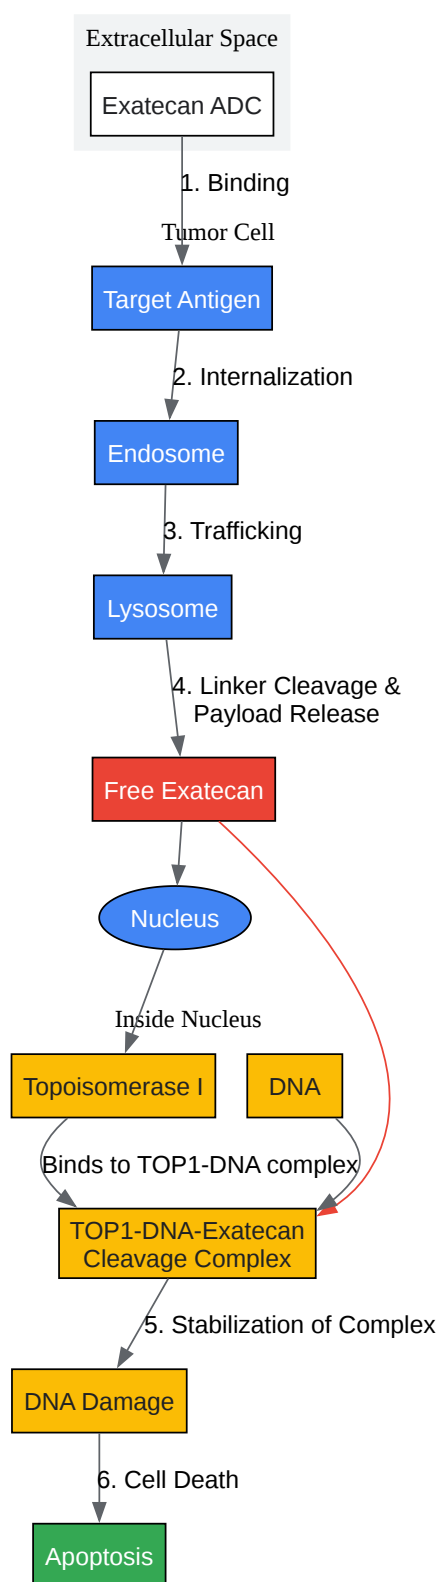 Extracellular Space
Exatecan ADC
1. Binding
Tumor Cell
Target Antigen
2. Internalization
Endosome
3. Trafficking
Lysosome
4. Linker Cleavage &
Payload Release
Free Exatecan
Nucleus
Inside Nucleus
Topoisomerase I
DNA
Binds to TOP1-DNA complex
TOP1-DNA-Exatecan
Cleavage Complex
5. Stabilization of Complex
DNA Damage
6. Cell Death
Apoptosis